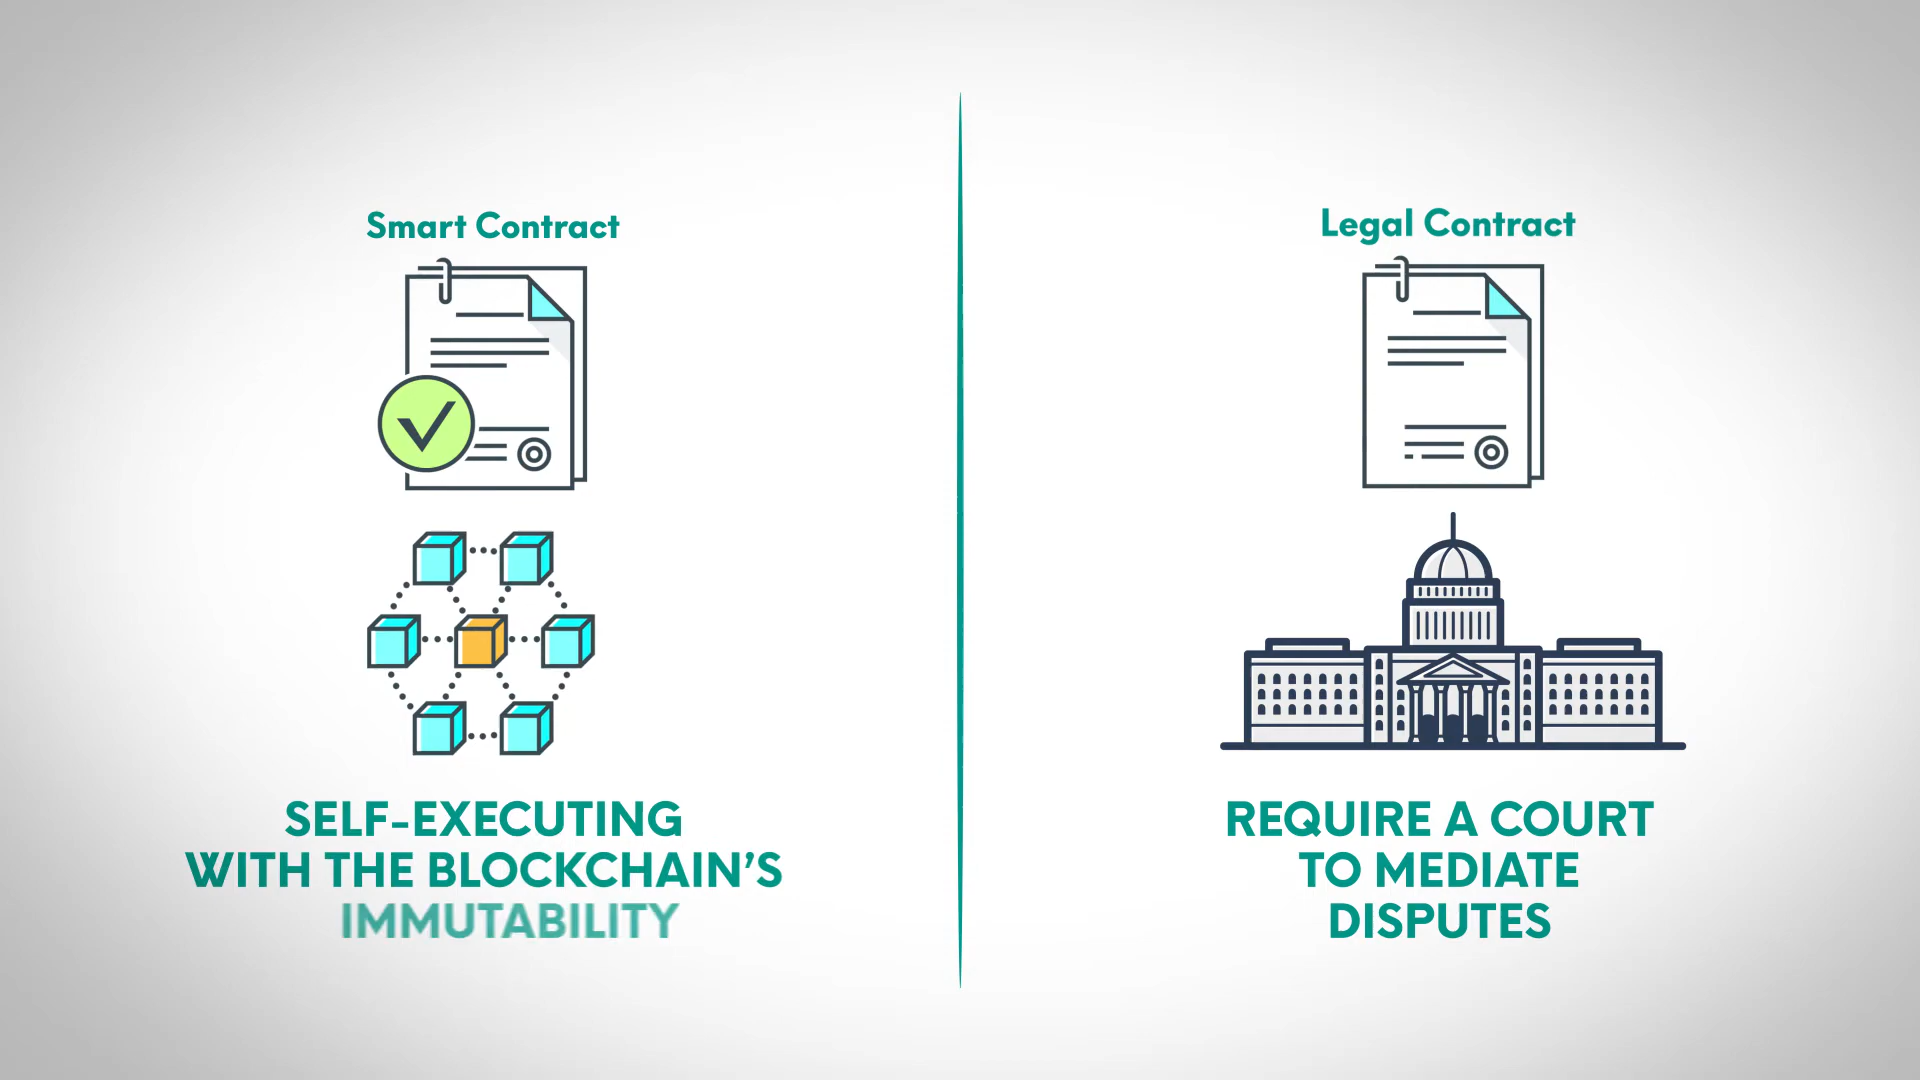 Smart Contract
SELF-EXECUTING
WITH THE BLOCKCHAIN’S
IMMUTABILITY
Legal Contract
REQUIRE A COURT
TO MEDIATE
DISPUTES